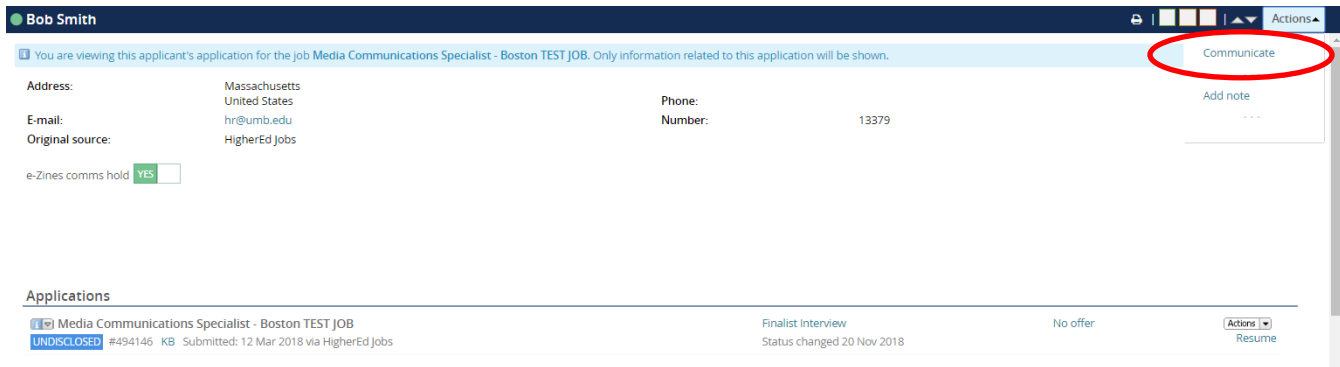 Bob Smith
Actions
You are viewing this applicant's application for the job Media Communications Specialist - Boston TEST JOB. Only information related to this application will be shown.
Communicate
Add note
Address: Massachusetts
United States
Phone:
E-mail: hr@umb.edu
Number: 13379
Original source: HigherEd Jobs
e-Zines comms hold YES
Applications
Media Communications Specialist - Boston TEST JOB Finalist Interview No offer Actions
UNDISCLOSED #494146 KB Submitted: 12 Mar 2018 via HigherEd Jobs Status changed 20 Nov 2018 Resume